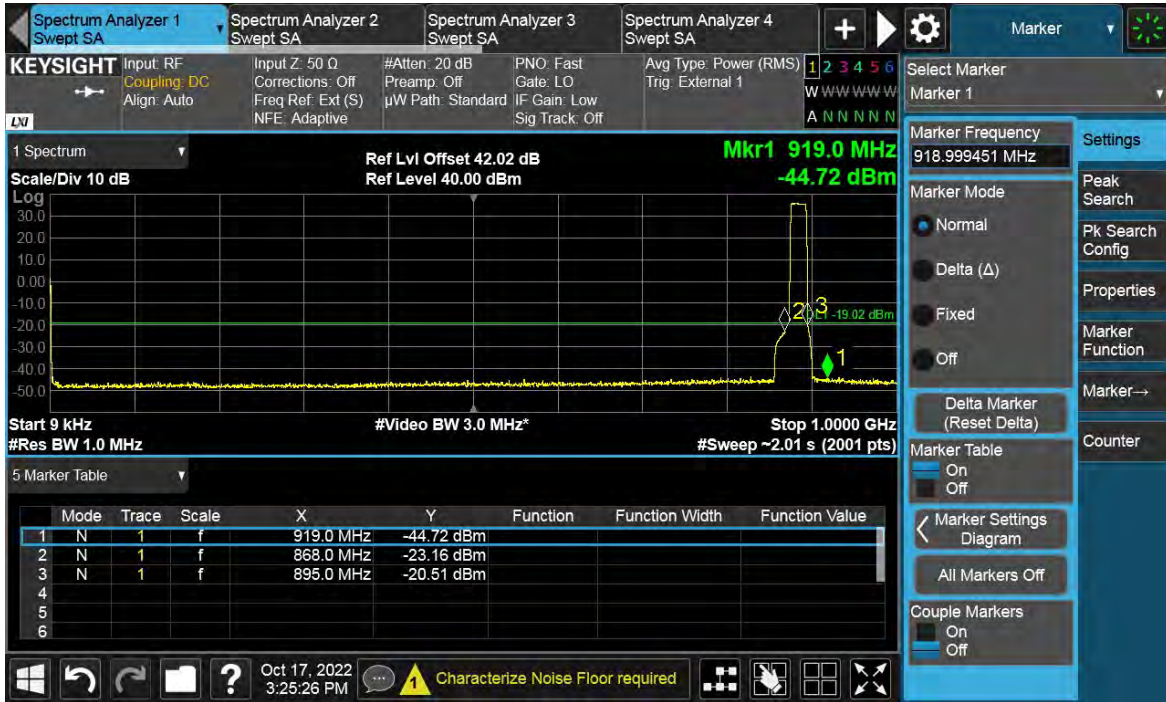 Spectrum Analyzer 1
Swept SA
Spectrum Analyzer 2
Swept SA
Spectrum Analyzer 3
Swept SA
Spectrum Analyzer 4
Swept SA
+
Marker
KEYSIGHT
LXI
Input: RF
Coupling: DC
Align: Auto
Input Z: 50 Ω
Corrections: Off
Freq Ref: Ext (S)
NFE: Adaptive
#Atten: 20 dB
Preamp: Off
µW Path: Standard
PNO: Fast
Gate: LO
IF Gain: Low
Sig Track: Off
Avg Type: Power (RMS)
Trig: External 1
1 2 3 4 5 6
W W W W W W
A N N N N N
Select Marker
Marker 1
1 Spectrum
Scale/Div 10 dB
Ref Lvl Offset 42.02 dB
Ref Level 40.00 dBm
Mkr1 919.0 MHz
-44.72 dBm
Log
30.0
20.0
10.0
0.00
-10.0
-20.0
-30.0
-40.0
-50.0
2
3
DL1 -19.02 dBm
1
Start 9 kHz
#Res BW 1.0 MHz
#Video BW 3.0 MHz*
Stop 1.0000 GHz
#Sweep ~2.01 s (2001 pts)
5 Marker Table
Mode Trace Scale X Y Function Function Width Function Value
1 N 1 f 919.0 MHz -44.72 dBm
2 N 1 f 868.0 MHz -23.16 dBm
3 N 1 f 895.0 MHz -20.51 dBm
4
5
6
Marker Frequency
918.999451 MHz
Marker Mode
Normal
Delta (Δ)
Fixed
Off
Delta Marker
(Reset Delta)
Marker Table
On
Off
Marker Settings
Diagram
All Markers Off
Couple Markers
On
Off
Settings
Peak
Search
Pk Search
Config
Properties
Marker
Function
Marker→
Counter
?
Oct 17, 2022
3:25:26 PM
1
Characterize Noise Floor required